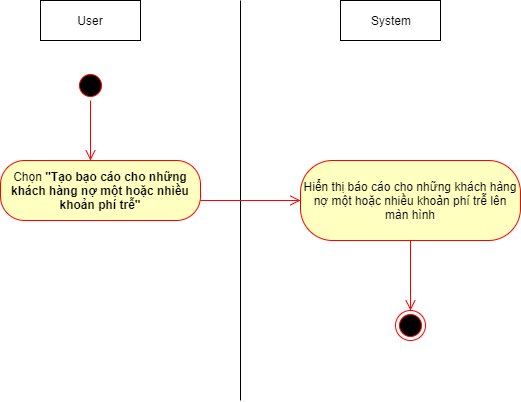 User
System
Chọn "Tạo bạo cáo cho những
khách hàng nợ một hoặc nhiều
khoản phí trễ"
Hiển thị báo cáo cho những khách hàng
nợ một hoặc nhiều khoản phí trễ lên
màn hình